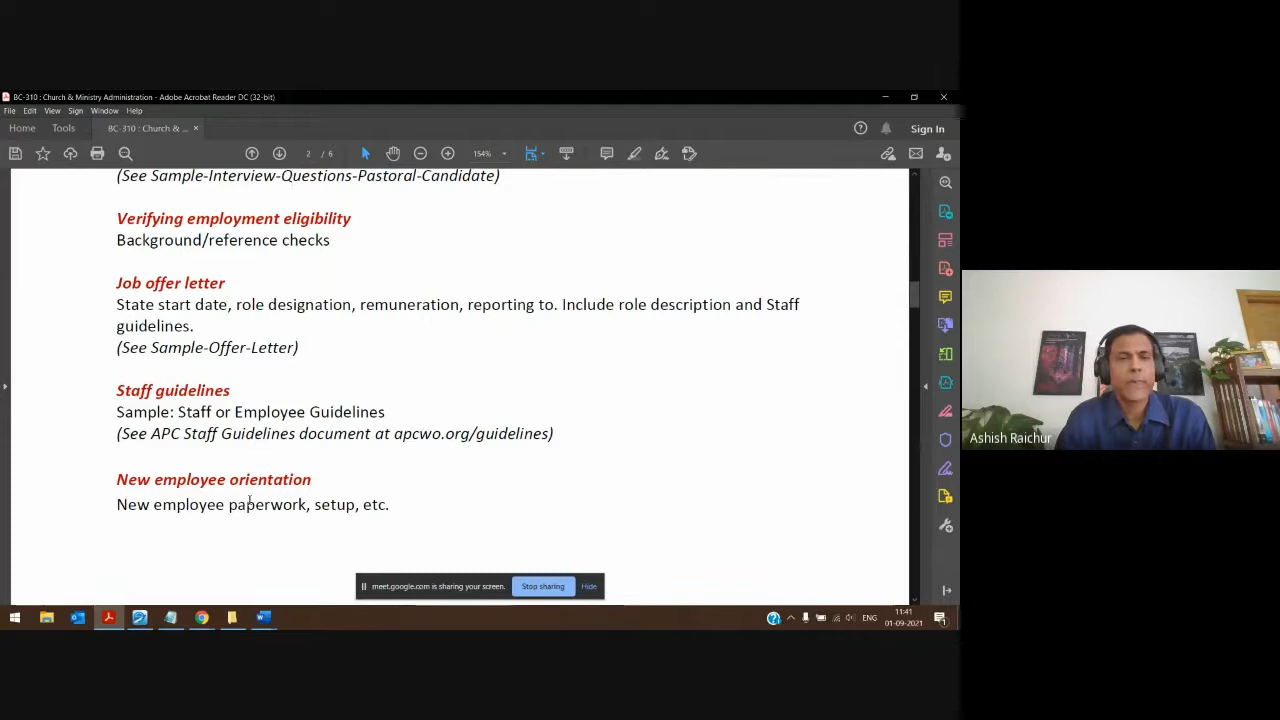 BC-310 : Church & Ministry Administration - Adobe Acrobat Reader DC (32-bit)
File Edit View Sign Window Help
Home Tools BC-310 : Church & ... × Sign In
2 / 6 154%
(See Sample-Interview-Questions-Pastoral-Candidate)
Verifying employment eligibility
Background/reference checks
Job offer letter
State start date, role designation, remuneration, reporting to. Include role description and Staff
guidelines.
(See Sample-Offer-Letter)
Staff guidelines
Sample: Staff or Employee Guidelines
(See APC Staff Guidelines document at apcwo.org/guidelines)
New employee orientation
New employee paperwork, setup, etc.
Ashish Raichur
meet.google.com is sharing your screen. Stop sharing Hide
ENG
11:41
01-09-2021